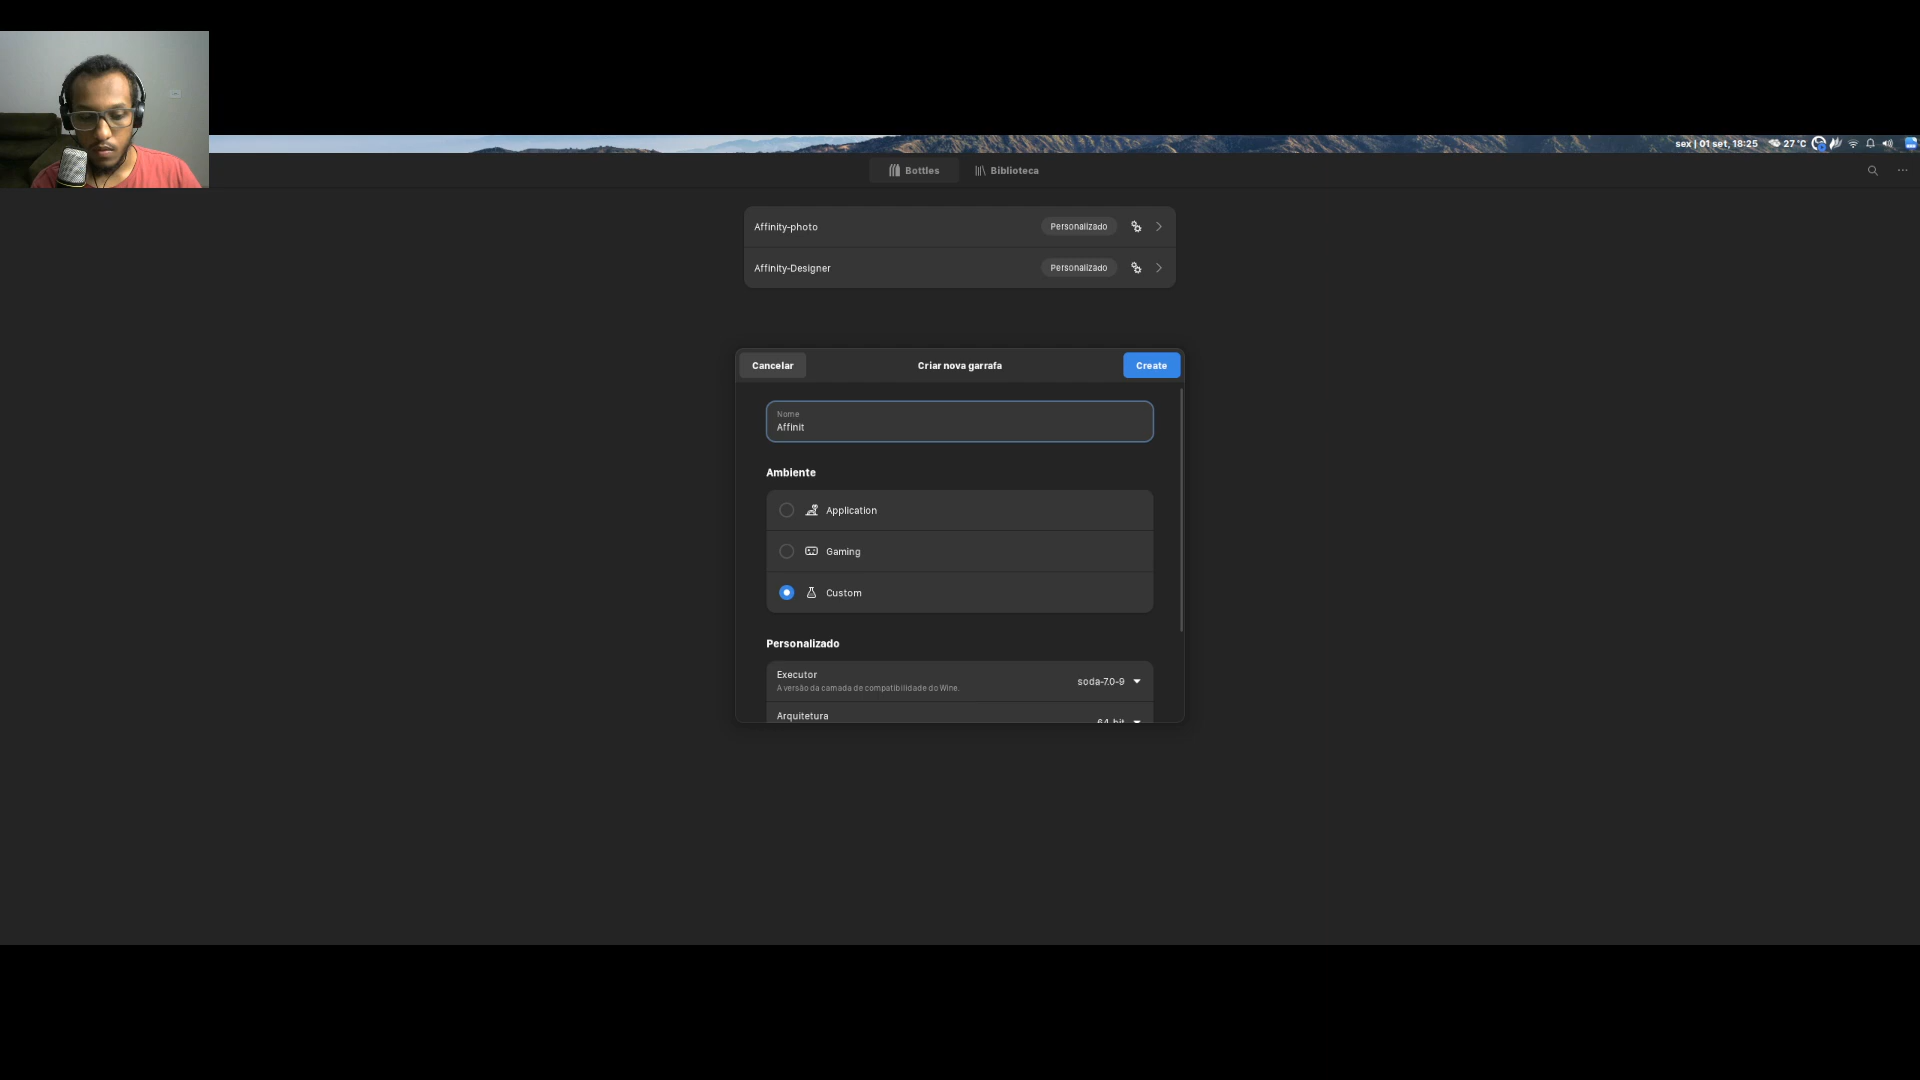 sex | 01 set, 18:25 27 °C
Bottles Biblioteca
Affinity-photo Personalizado
Affinity-Designer Personalizado
Cancelar Criar nova garrafa Create
Nome
Affinit
Ambiente
Application
Gaming
Custom
Personalizado
Executor soda-7.0-9
A versão da camada de compatibilidade do Wine.
Arquitetura 64-bit